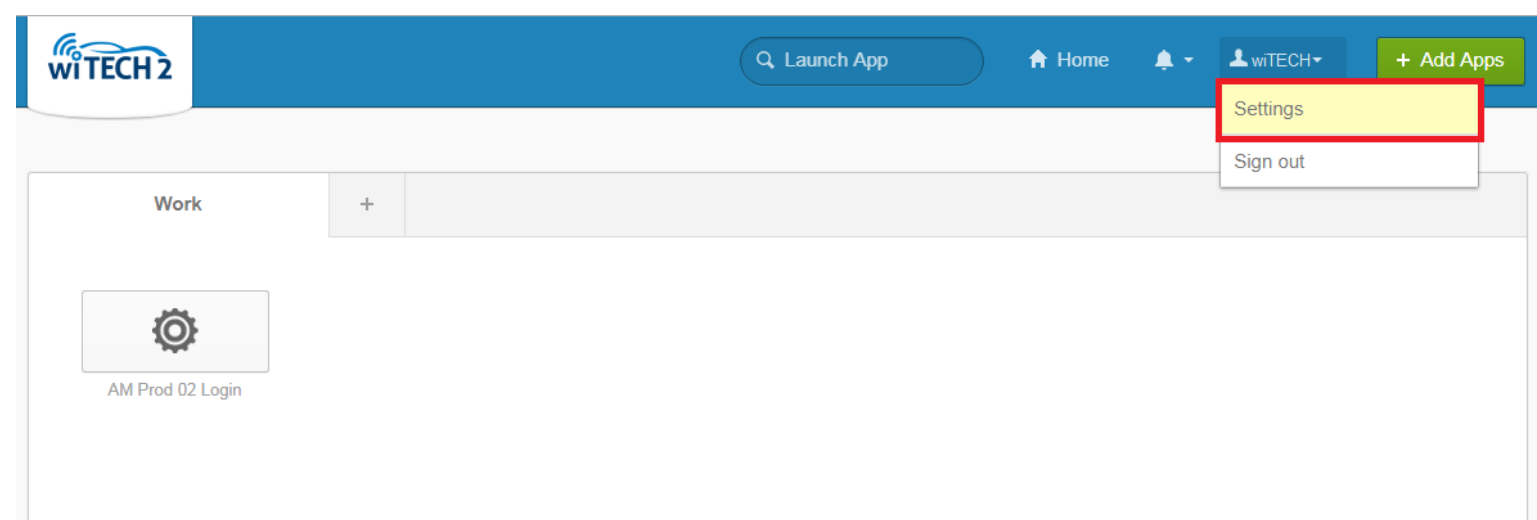 wiTECH 2
Launch App
Home
wiTECH
+ Add Apps
Settings
Sign out
Work
+
AM Prod 02 Login